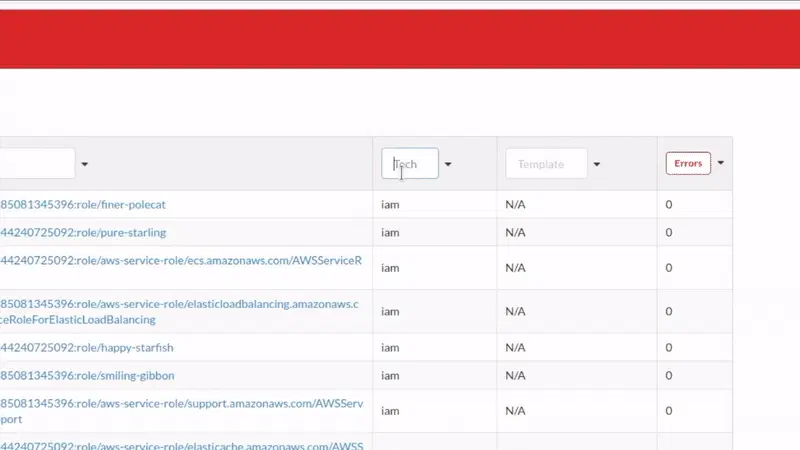 Tech Template Errors
85081345396:role/finer-polecat iam N/A 0
44240725092:role/pure-starling iam N/A 0
44240725092:role/aws-service-role/ecs.amazonaws.com/AWSServiceR
iam N/A 0
85081345396:role/aws-service-role/elasticloadbalancing.amazonaws.c
ceRoleForElasticLoadBalancing
iam N/A 0
44240725092:role/happy-starfish iam N/A 0
85081345396:role/smiling-gibbon iam N/A 0
85081345396:role/aws-service-role/support.amazonaws.com/AWSServ
pport
iam N/A 0
44240725092:role/aws-service-role/elasticache.amazonaws.com/AWSS